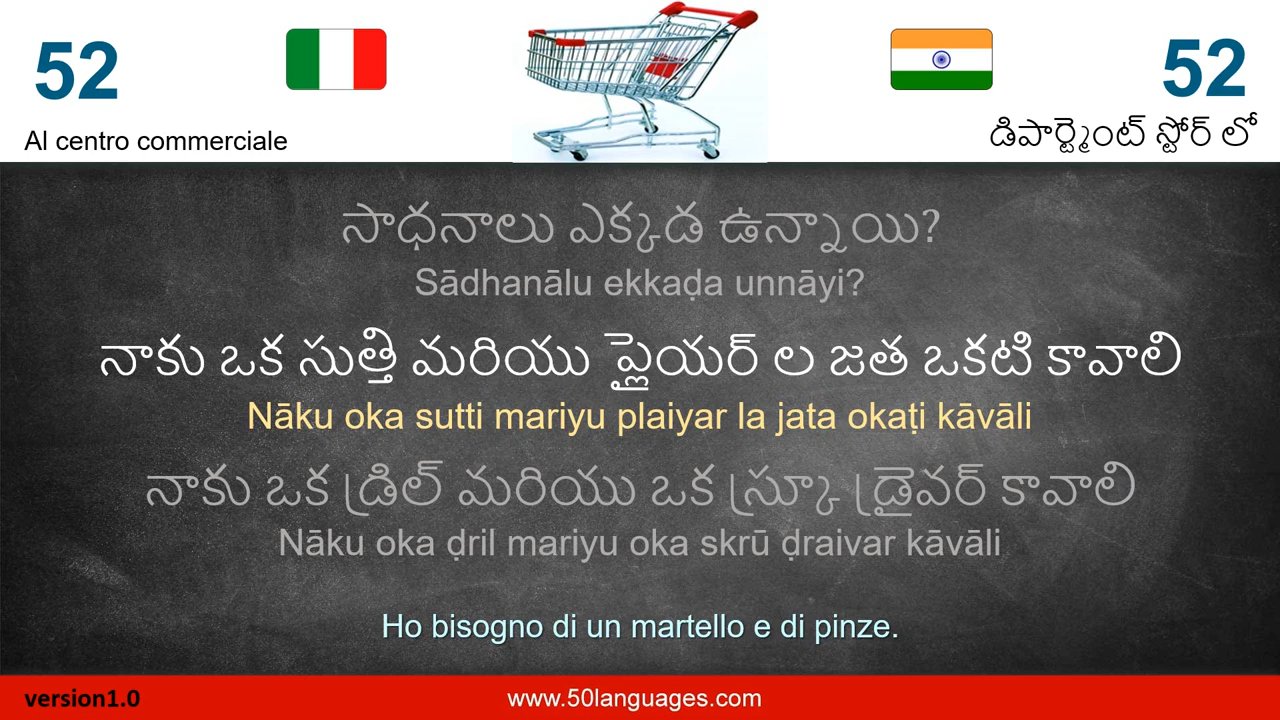 52
Al centro commerciale
52
డిపార్ట్మెంట్ స్టోర్ లో
సాధనాలు ఎక్కడ ఉన్నాయి?
Sādhanālu ekkaḍa unnāyi?
నాకు ఒక సుత్తి మరియు ప్లైయర్ ల జత ఒకటి కావాలి
Nāku oka sutti mariyu plaiyar la jata okaṭi kāvāli
నాకు ఒక డ్రిల్ మరియు ఒక స్క్రూ డ్రైవర్ కావాలి
Nāku oka ḍril mariyu oka skrū ḍraivar kāvāli
Ho bisogno di un martello e di pinze.
version1.0
www.50languages.com